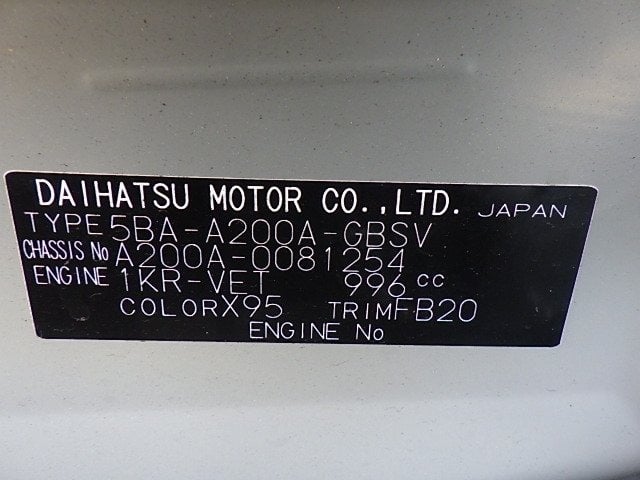 DAIHATSU MOTOR CO.,LTD. JAPAN
TYPE 5BA-A200A-GBSV
CHASSIS No A200A-0081254
ENGINE 1KR-VET 996 cc
COLOR X95 TRIM FB20
ENGINE No